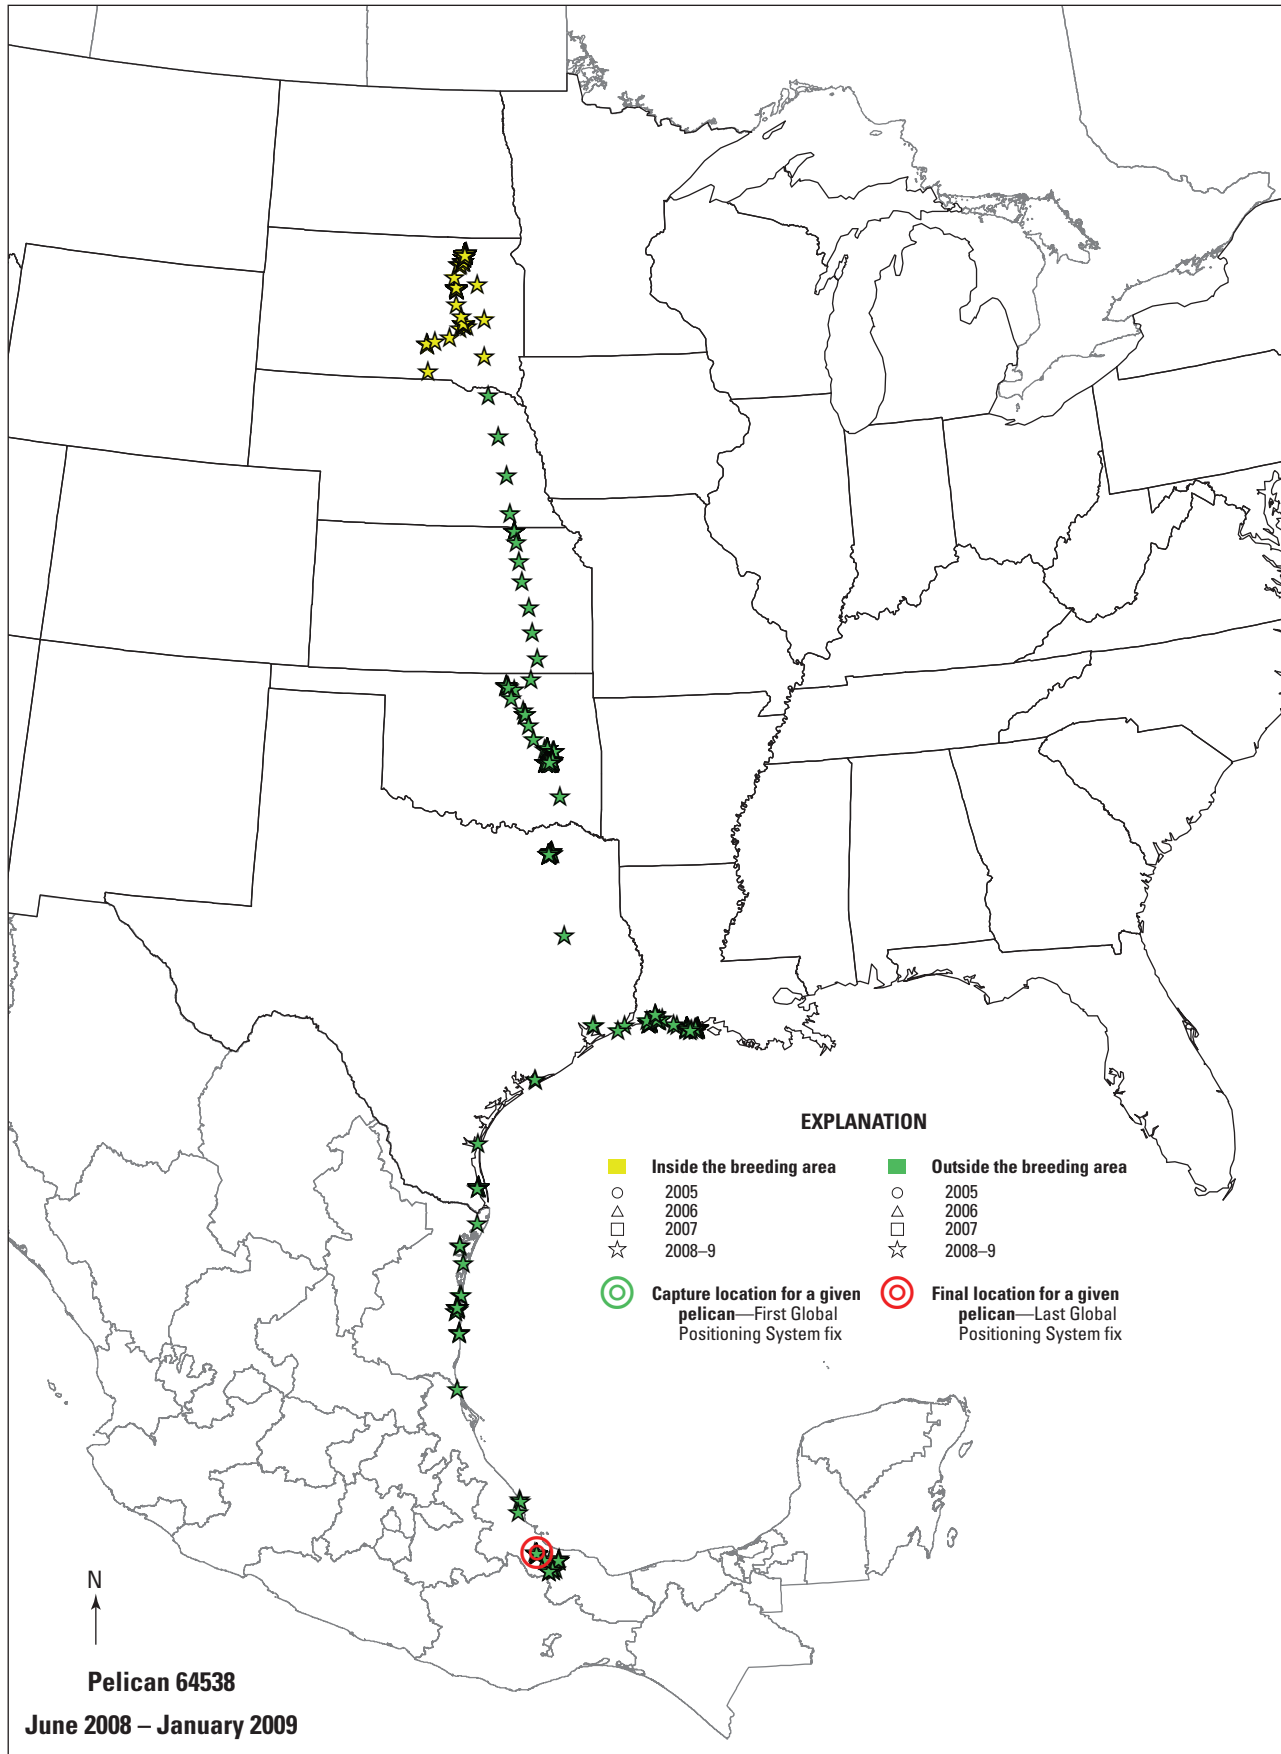 EXPLANATION
Inside the breeding area
2005
2006
2007
2008–9
Capture location for a given
pelican—First Global
Positioning System fix
Outside the breeding area
2005
2006
2007
2008–9
Final location for a given
pelican—Last Global
Positioning System fix
N
Pelican 64538
June 2008 – January 2009